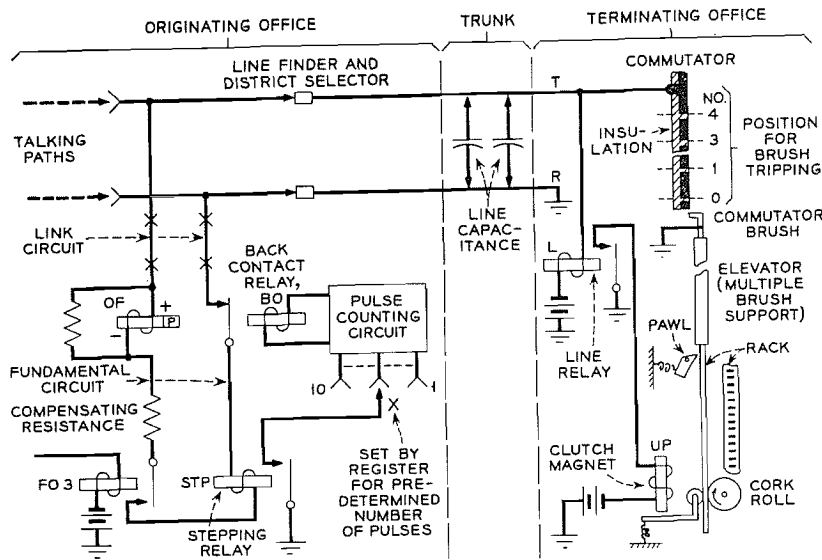 ORIGINATING OFFICE
TRUNK
TERMINATING OFFICE
LINE FINDER AND
DISTRICT SELECTOR
COMMUTATOR
T
NO.
4
3
1
0
INSU-
LATION
POSITION
FOR
BRUSH
TRIPPING
TALKING
PATHS
R
LINK
CIRCUIT
LINE
CAPAC-
ITANCE
COMMUTATOR
BRUSH
BACK
CONTACT
RELAY,
BO
L
ELEVATOR
(MULTIPLE
BRUSH
SUPPORT)
OF
+
P
-
PULSE
COUNTING
CIRCUIT
PAWL
RACK
LINE
RELAY
FUNDAMENTAL
CIRCUIT
10
1
COMPENSATING
RESISTANCE
SET BY
REGISTER
FOR PRE-
DETERMINED
NUMBER
OF PULSES
CLUTCH
MAGNET
UP
FO 3
STP
CORK
ROLL
STEPPING
RELAY